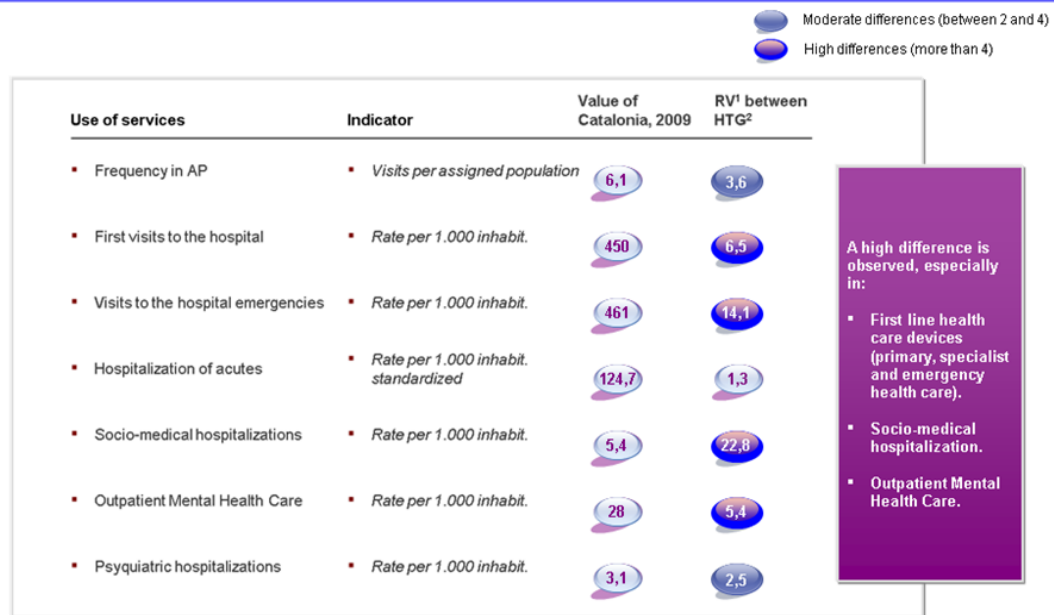 Moderate differences (between 2 and 4)
High differences (more than 4)
Use of services
Indicator
Value of
Catalonia, 2009
RV¹ between
HTG²
▪ Frequency in AP
▪ Visits per assigned population
6,1
3,6
▪ First visits to the hospital
▪ Rate per 1.000 inhabit.
450
6,5
▪ Visits to the hospital emergencies
▪ Rate per 1.000 inhabit.
461
14,1
▪ Hospitalization of acutes
▪ Rate per 1.000 inhabit.
standardized
124,7
1,3
▪ Socio-medical hospitalizations
▪ Rate per 1.000 inhabit.
5,4
22,8
▪ Outpatient Mental Health Care
▪ Rate per 1.000 inhabit.
28
5,4
▪ Psyquiatric hospitalizations
▪ Rate per 1.000 inhabit.
3,1
2,5
A high difference is
observed, especially
in:
▪ First line health
care devices
(primary, specialist
and emergency
health care).
▪ Socio-medical
hospitalization.
▪ Outpatient Mental
Health Care.